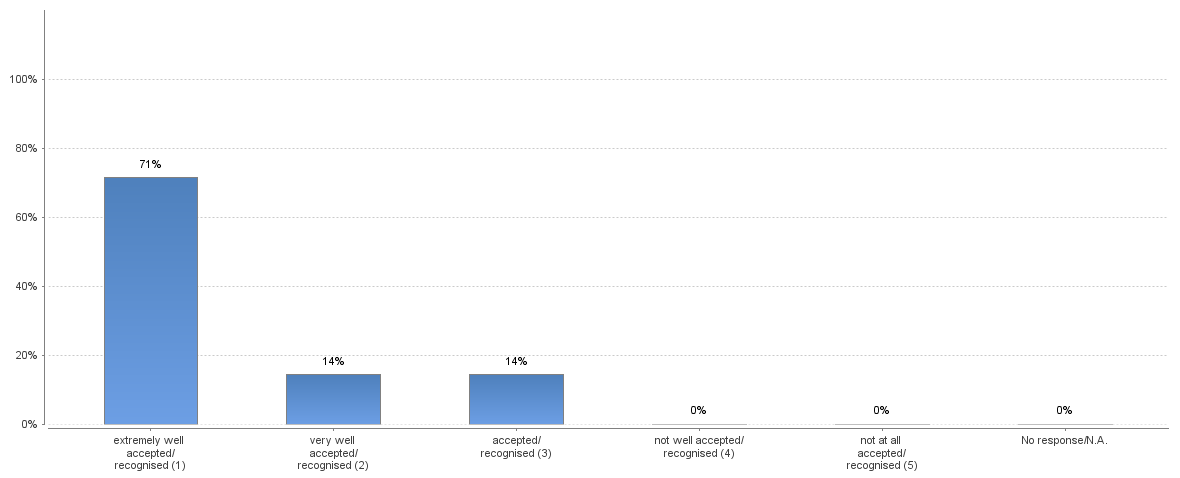 100%
80%
60%
40%
20%
0%
71%
14%
14%
0%
0%
0%
extremely well
accepted/
recognised (1)
very well
accepted/
recognised (2)
accepted/
recognised (3)
not well accepted/
recognised (4)
not at all
accepted/
recognised (5)
No response/N.A.